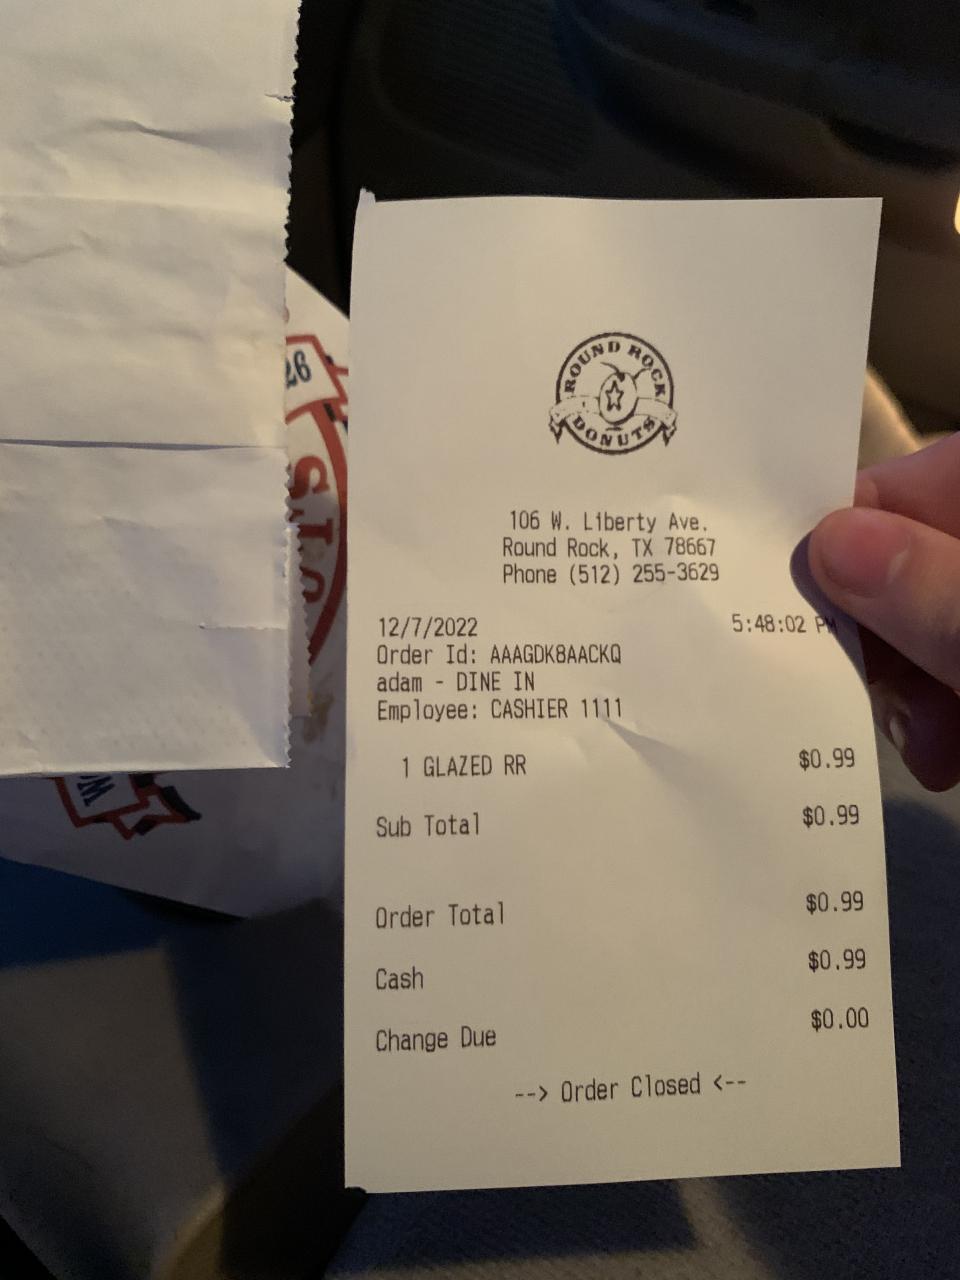 26
ROUND ROCK
DONUTS
106 W. Liberty Ave.
Round Rock, TX 78667
Phone (512) 255-3629
12/7/2022 5:48:02 PM
Order Id: AAAGDK8AACKQ
adam - DINE IN
Employee: CASHIER 1111
1 GLAZED RR $0.99
Sub Total $0.99
Order Total $0.99
Cash $0.99
Change Due $0.00
--> Order Closed <--